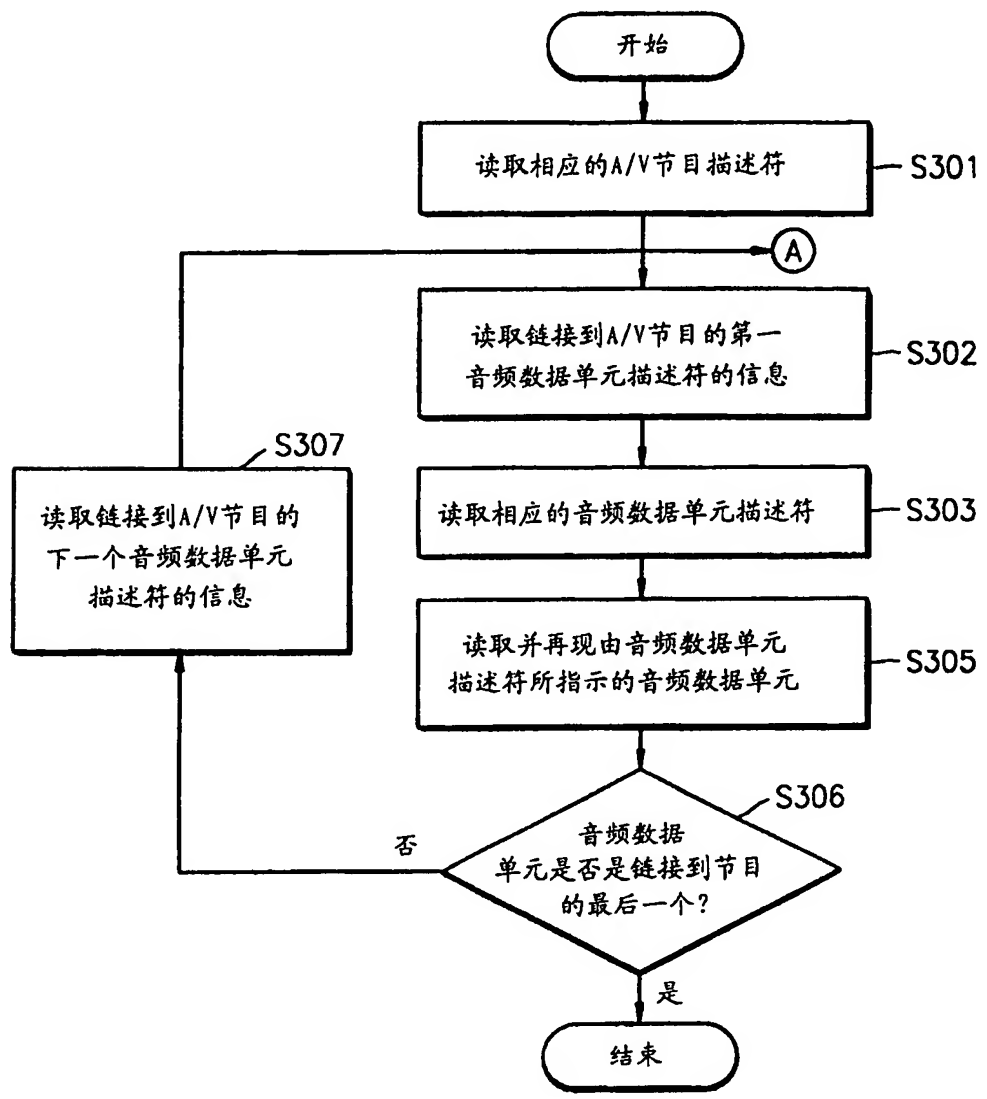 开始
读取相应的A/V节目描述符
S301
A
读取链接到A/V节目的第一
音频数据单元描述符的信息
S302
S307
读取链接到A/V节目的
下一个音频数据单元
描述符的信息
读取相应的音频数据单元描述符
S303
读取并再现由音频数据单元
描述符所指示的音频数据单元
S305
S306
音频数据
单元是否是链接到节目
的最后一个?
否
是
结束